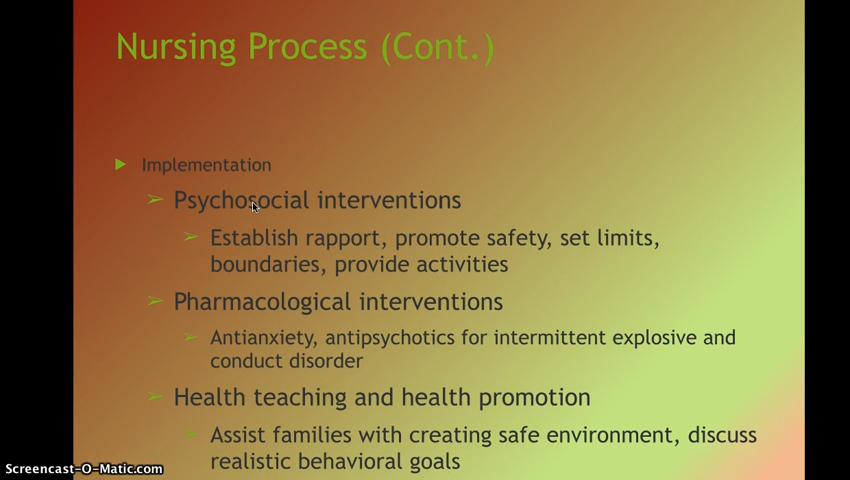 Nursing Process (Cont.)
Implementation
Psychosocial interventions
Establish rapport, promote safety, set limits,
boundaries, provide activities
Pharmacological interventions
Antianxiety, antipsychotics for intermittent explosive and
conduct disorder
Health teaching and health promotion
Assist families with creating safe environment, discuss
realistic behavioral goals
Screencast-O-Matic.com